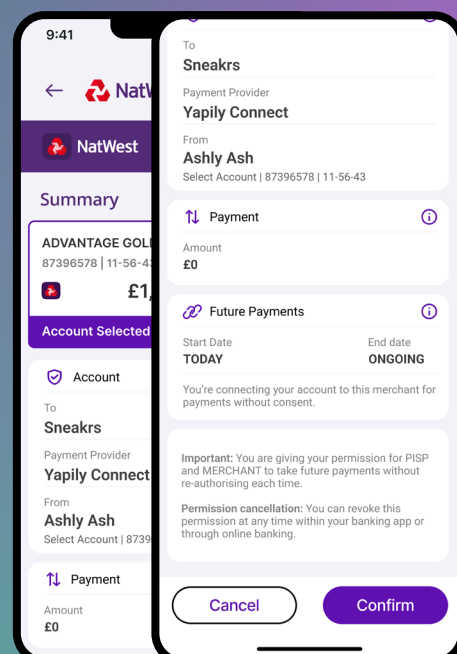 9:41
NatW
NatWest
Summary
ADVANTAGE GOL
87396578 | 11-56-4
£1,
Account Selected
Account
To
Sneakrs
Payment Provider
Yapily Connect
From
Ashly Ash
Select Account | 8739
Payment
Amount
£0
To
Sneakrs
Payment Provider
Yapily Connect
From
Ashly Ash
Select Account | 87396578 | 11-56-43
Payment
Amount
£0
Future Payments
Start Date End date
TODAY ONGOING
You're connecting your account to this merchant for
payments without consent.
Important: You are giving your permission for PISP
and MERCHANT to take future payments without
re-authorising each time.
Permission cancellation: You can revoke this
permission at any time within your banking app or
through online banking.
Cancel Confirm